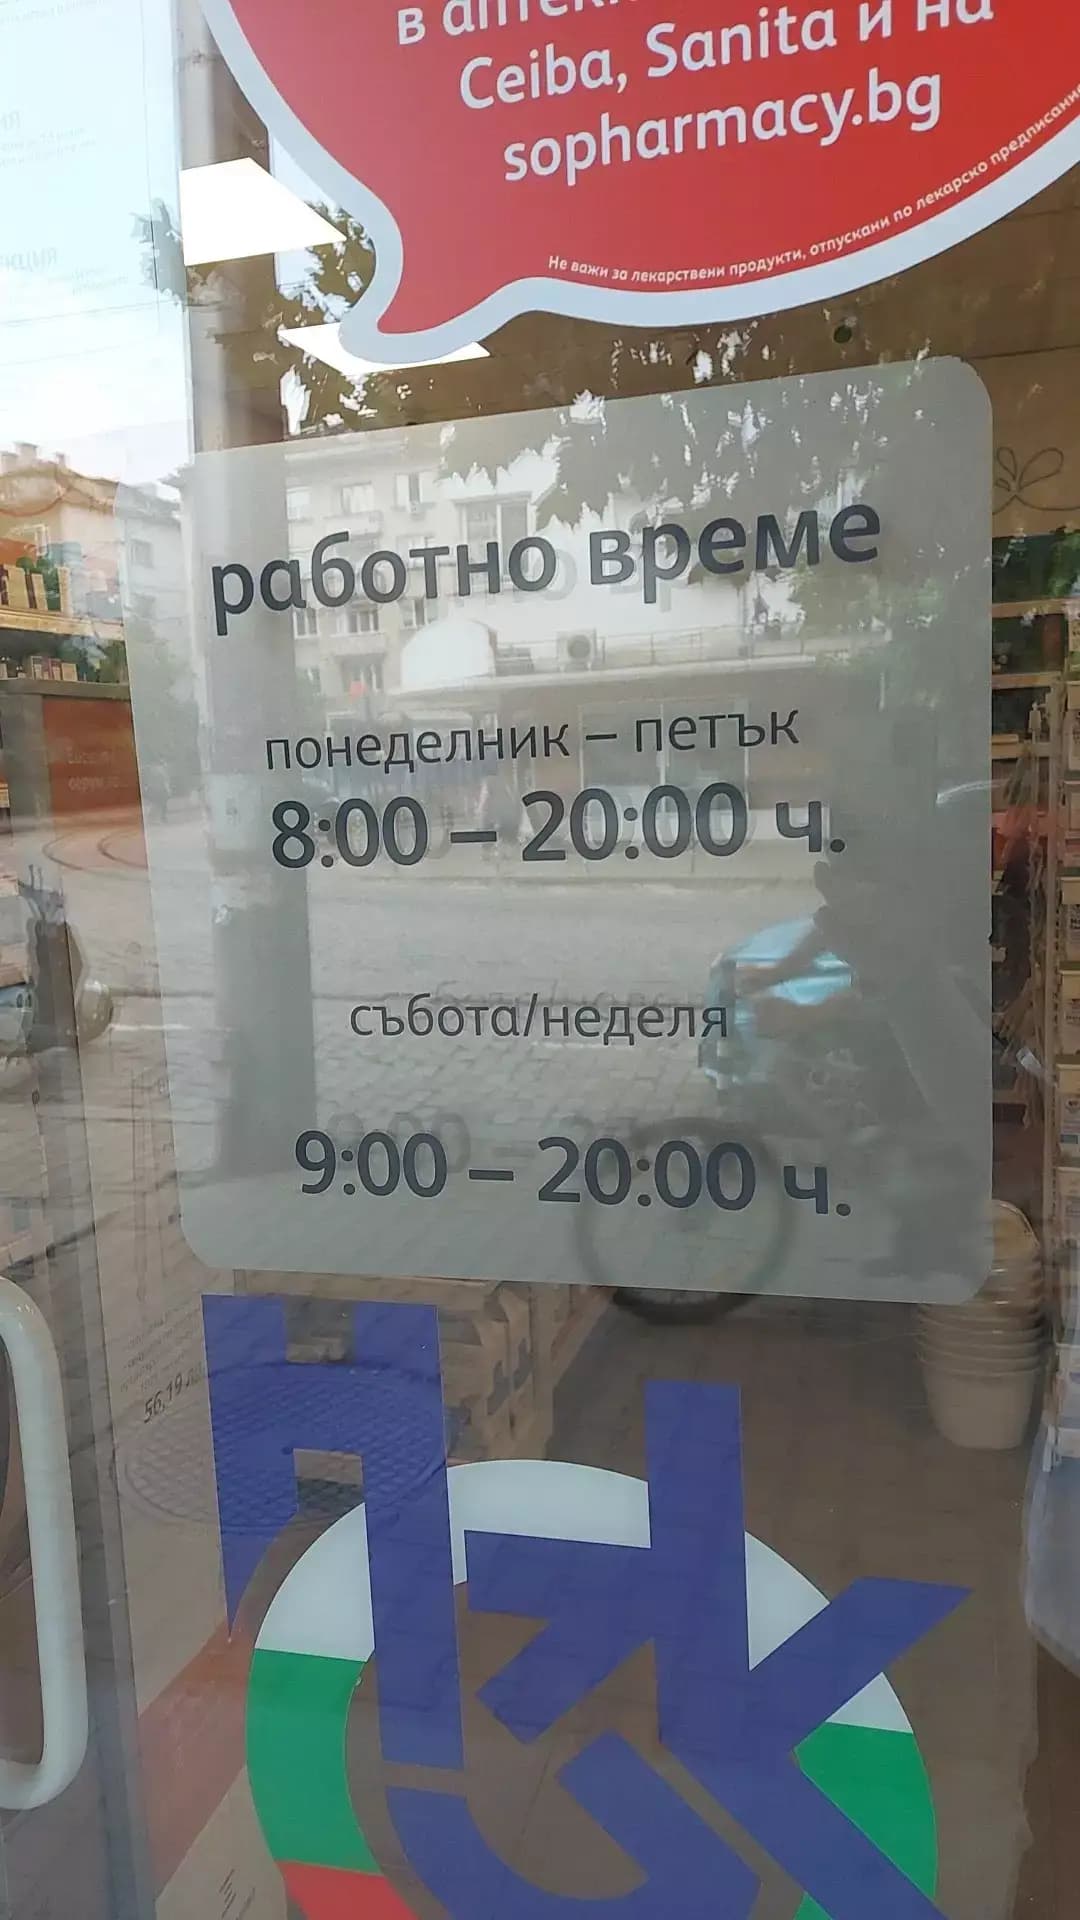 в
Ceiba, Sanita и на
sopharmacy.bg
Не важи за лекарствени продукти, отпускани по лекарско предписание
работно време
понеделник – петък
8:00 – 20:00 ч.
събота/неделя
9:00 – 20:00 ч.